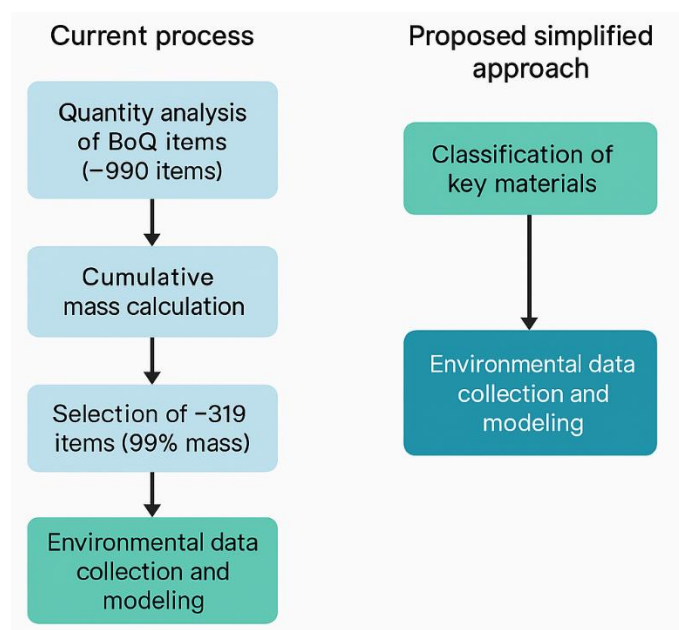 Current process
Quantity analysis
of BoQ items
(−990 items)
Cumulative
mass calculation
Selection of −319
items (99% mass)
Environmental data
collection and
modeling
Proposed simplified
approach
Classification of
key materials
Environmental data
collection and
modeling